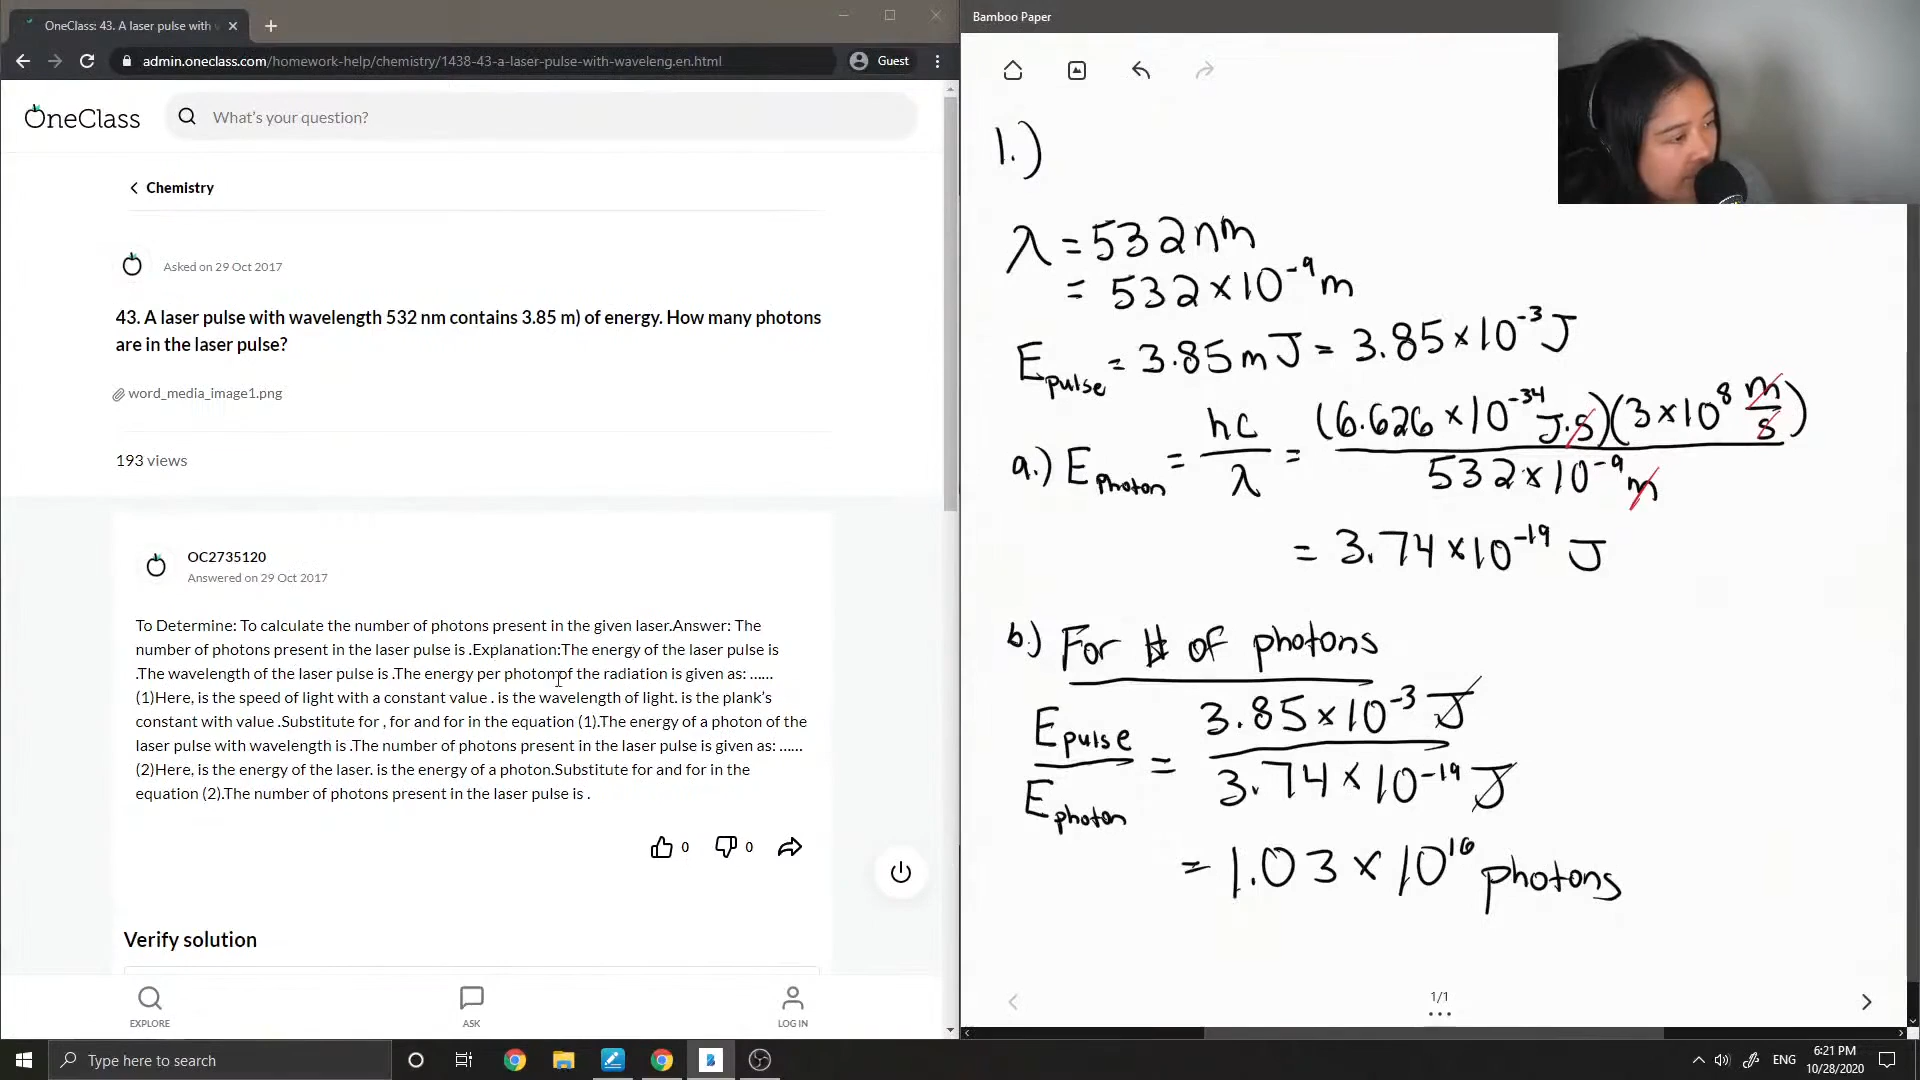 OneClass: 43. A laser pulse with
admin.oneclass.com/homework-help/chemistry/1438-43-a-laser-pulse-with-waveleng.en.html
Guest
OneClass
What's your question?
Chemistry
Asked on 29 Oct 2017
43. A laser pulse with wavelength 532 nm contains 3.85 m) of energy. How many photons
are in the laser pulse?
word_media_image1.png
193 views
OC2735120
Answered on 29 Oct 2017
To Determine: To calculate the number of photons present in the given laser.Answer: The
number of photons present in the laser pulse is .Explanation:The energy of the laser pulse is
.The wavelength of the laser pulse is .The energy per photon of the radiation is given as: ......
(1)Here, is the speed of light with a constant value . is the wavelength of light. is the plank's
constant with value .Substitute for , for and for in the equation (1).The energy of a photon of the
laser pulse with wavelength is .The number of photons present in the laser pulse is given as: ......
(2)Here, is the energy of the laser. is the energy of a photon.Substitute for and for in the
equation (2).The number of photons present in the laser pulse is .
0
0
Verify solution
EXPLORE
ASK
LOG IN
Bamboo Paper
1.)
λ = 532nm
= 532 × 10⁻⁹ m
E pulse = 3.85 mJ = 3.85 × 10⁻³ J
a.) E photon = hc/λ = (6.626 × 10⁻³⁴ J·s)(3 × 10⁸ m/s) / 532 × 10⁻⁹ m
= 3.74 × 10⁻¹⁹ J
b.) For # of photons
E pulse / E photon = 3.85 × 10⁻³ J / 3.74 × 10⁻¹⁹ J
= 1.03 × 10¹⁶ photons
1/1
Type here to search
ENG
6:21 PM
10/28/2020